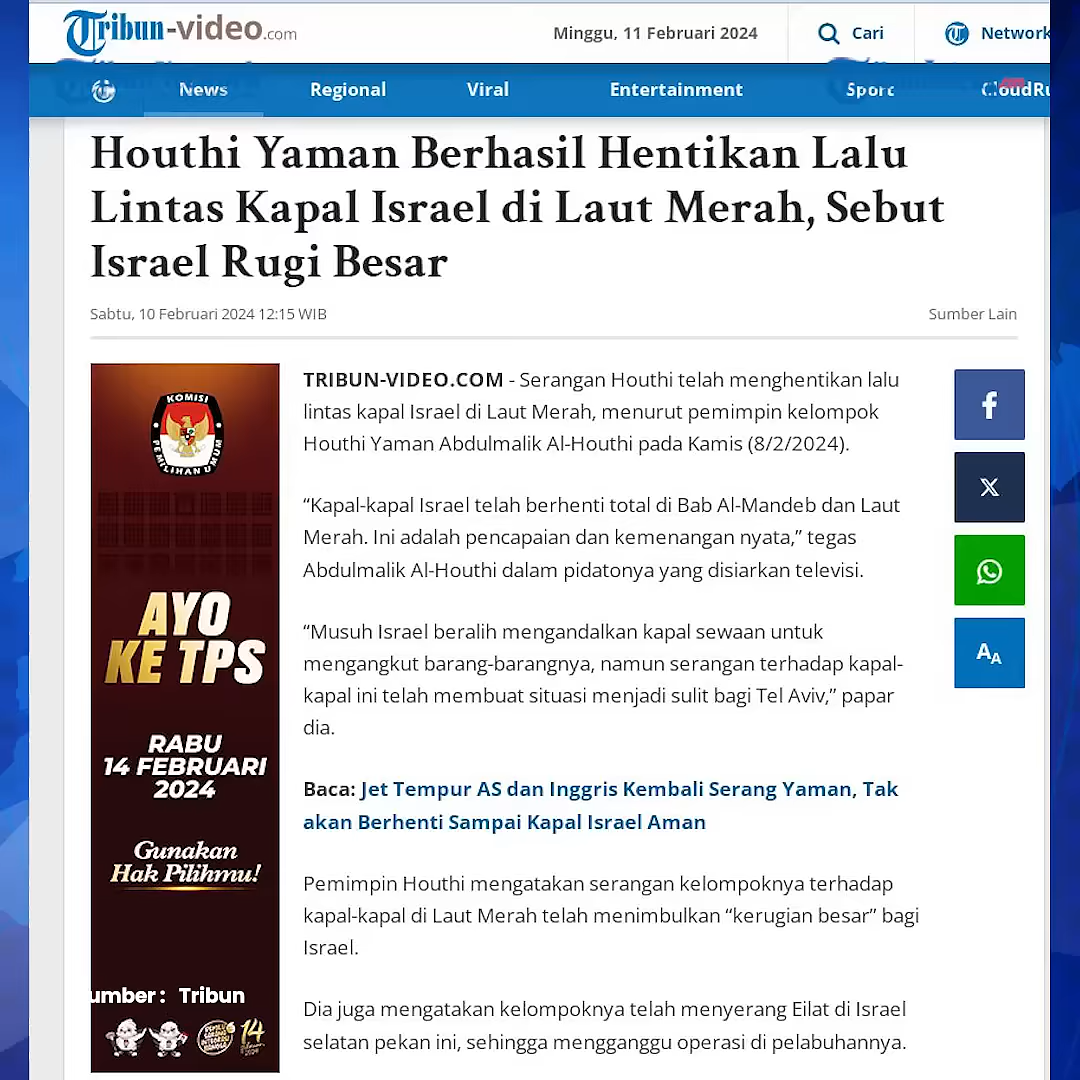 Tribun-video.com
Minggu, 11 Februari 2024
Cari
Network
News
Regional
Viral
Entertainment
Sport
Houthi Yaman Berhasil Hentikan Lalu
Lintas Kapal Israel di Laut Merah, Sebut
Israel Rugi Besar
Sabtu, 10 Februari 2024 12:15 WIB
Sumber Lain
KOMISI
PEMILIHAN UMUM
AYO
KE TPS
RABU
14 FEBRUARI
2024
Gunakan
Hak Pilihmu!
umber : Tribun
14
TRIBUN-VIDEO.COM - Serangan Houthi telah menghentikan lalu
lintas kapal Israel di Laut Merah, menurut pemimpin kelompok
Houthi Yaman Abdulmalik Al-Houthi pada Kamis (8/2/2024).
“Kapal-kapal Israel telah berhenti total di Bab Al-Mandeb dan Laut
Merah. Ini adalah pencapaian dan kemenangan nyata,” tegas
Abdulmalik Al-Houthi dalam pidatonya yang disiarkan televisi.
“Musuh Israel beralih mengandalkan kapal sewaan untuk
mengangkut barang-barangnya, namun serangan terhadap kapal-
kapal ini telah membuat situasi menjadi sulit bagi Tel Aviv,” papar
dia.
Baca: Jet Tempur AS dan Inggris Kembali Serang Yaman, Tak
akan Berhenti Sampai Kapal Israel Aman
Pemimpin Houthi mengatakan serangan kelompoknya terhadap
kapal-kapal di Laut Merah telah menimbulkan “kerugian besar” bagi
Israel.
Dia juga mengatakan kelompoknya telah menyerang Eilat di Israel
selatan pekan ini, sehingga mengganggu operasi di pelabuhannya.
AA